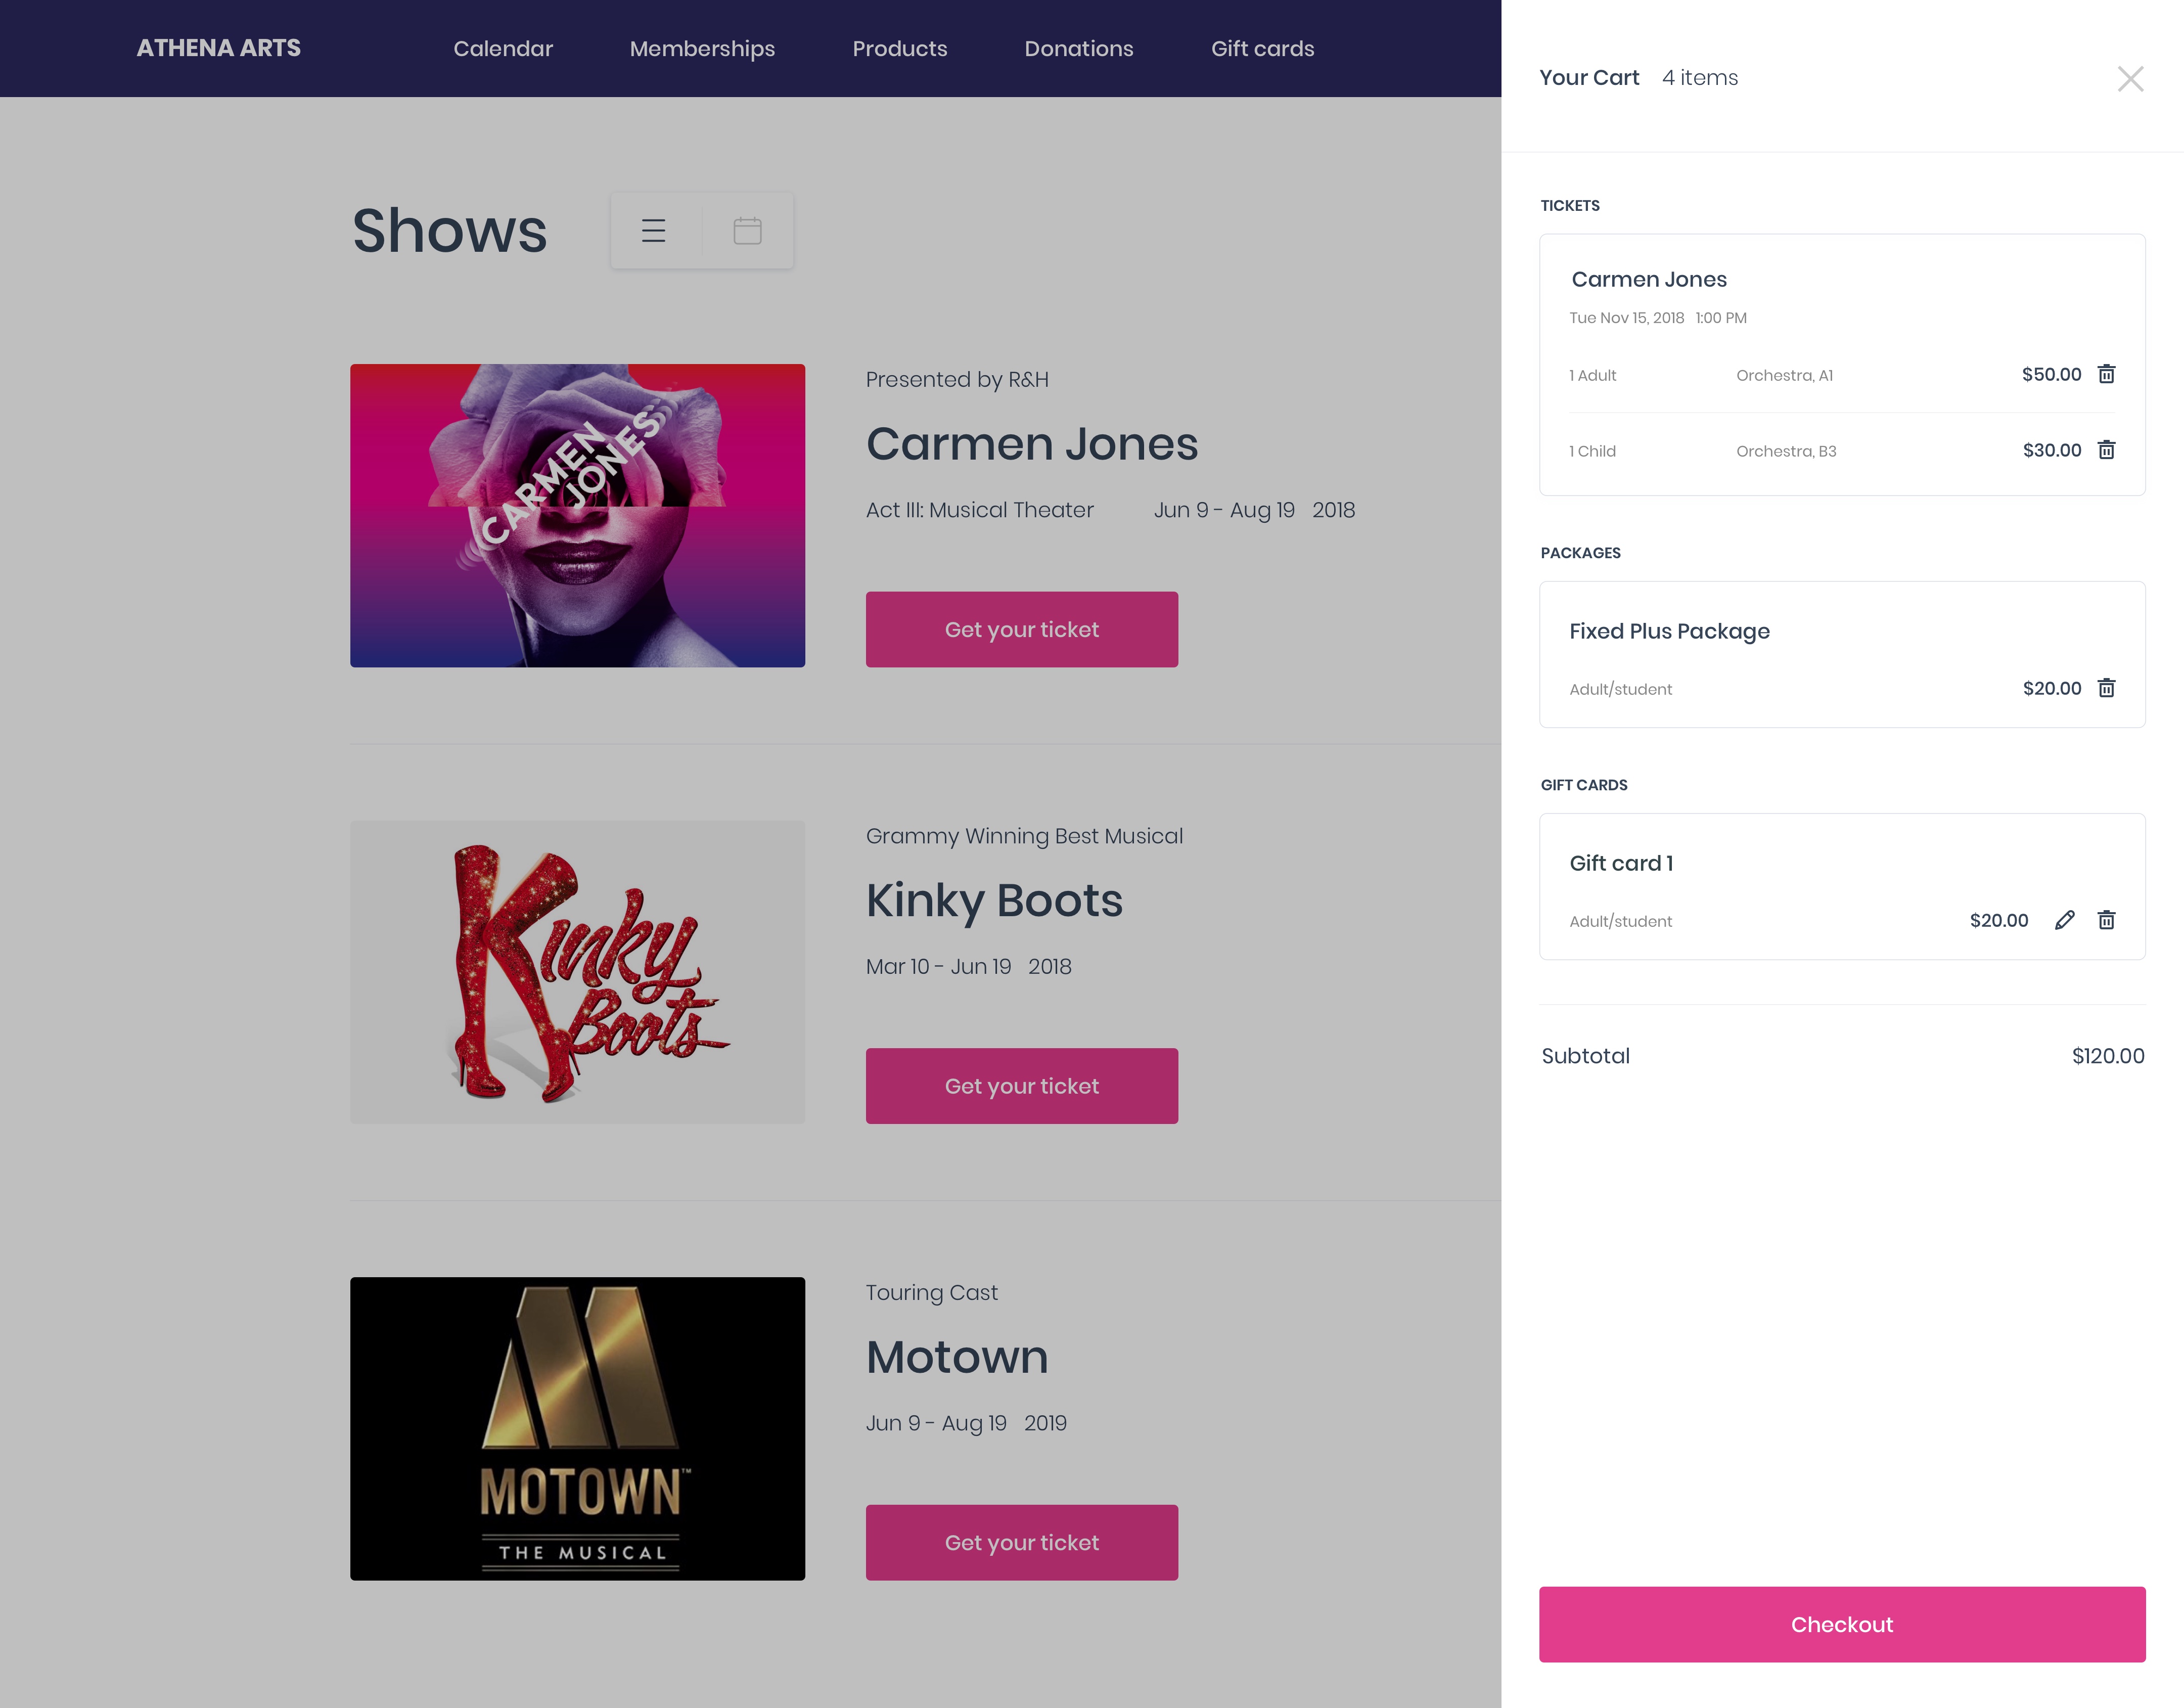 ATHENA ARTS
Calendar
Memberships
Products
Donations
Gift cards
Shows
CARMEN
JONES
Presented by R&H
Carmen Jones
Act III: Musical Theater Jun 9 - Aug 19 2018
Get your ticket
Kinky
Boots
Grammy Winning Best Musical
Kinky Boots
Mar 10 - Jun 19 2018
Get your ticket
MOTOWN™
THE MUSICAL
Touring Cast
Motown
Jun 9 - Aug 19 2019
Get your ticket
Your Cart 4 items
TICKETS
Carmen Jones
Tue Nov 15, 2018 1:00 PM
1 Adult Orchestra, A1 $50.00
1 Child Orchestra, B3 $30.00
PACKAGES
Fixed Plus Package
Adult/student $20.00
GIFT CARDS
Gift card 1
Adult/student $20.00
Subtotal $120.00
Checkout